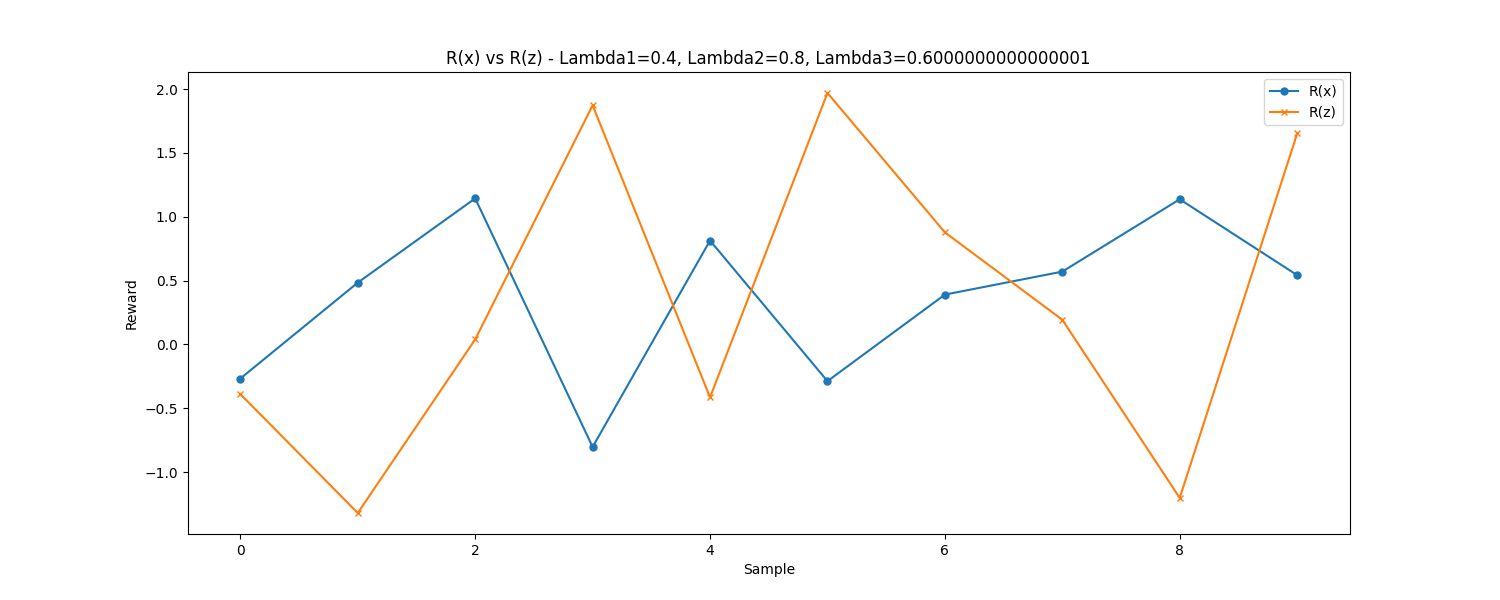 R(x) vs R(z) - Lambda1=0.4, Lambda2=0.8, Lambda3=0.6000000000000001
R(x)
R(z)
2.0
1.5
1.0
0.5
0.0
−0.5
−1.0
Reward
0 2 4 6 8
Sample